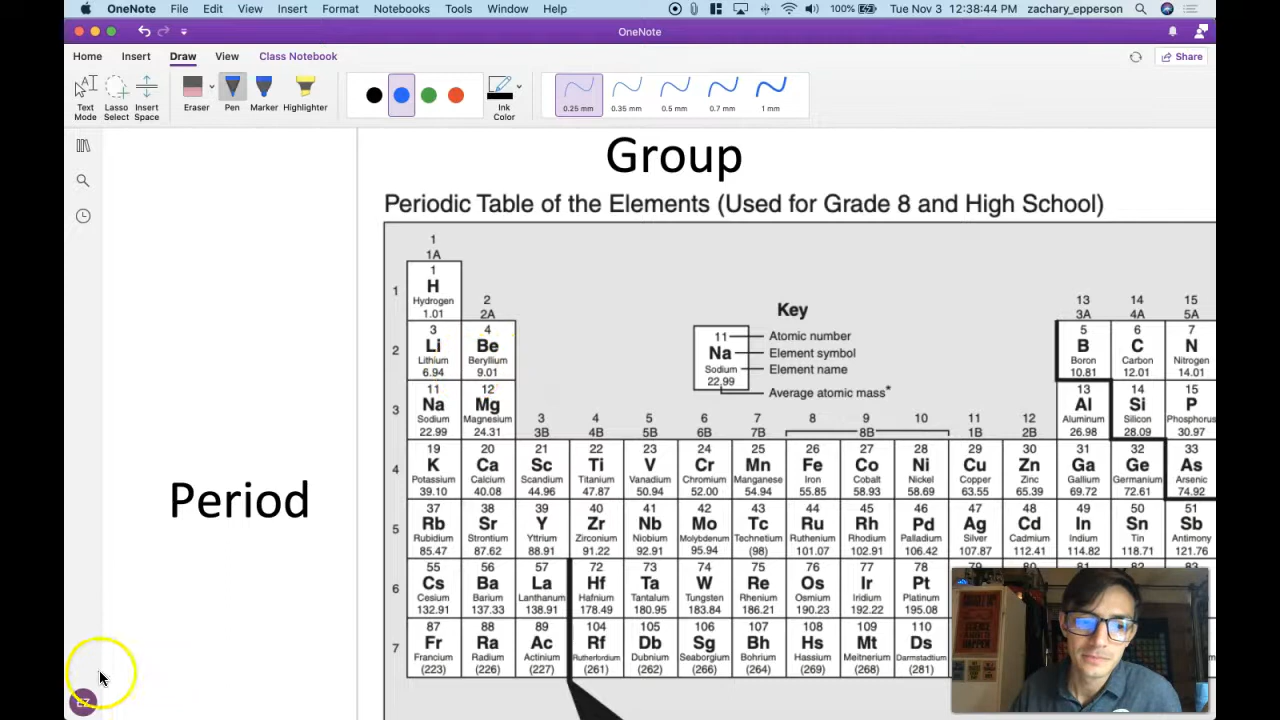 OneNote File Edit View Insert Format Notebooks Tools Window Help 100% Tue Nov 3 12:38:44 PM zachary_epperson
OneNote
Home Insert Draw View Class Notebook Share
Text Mode Lasso Select Insert Space Eraser Pen Marker Highlighter Ink Color 0.25 mm 0.35 mm 0.5 mm 0.7 mm 1 mm
Group
Periodic Table of the Elements (Used for Grade 8 and High School)
Period
Key
11 Atomic number
Na Element symbol
Sodium Element name
22.99 Average atomic mass*
1
1A
2 13 14 15
2A 3A 4A 5A
3 4 5 6 7 8 9 10 11 12
3B 4B 5B 6B 7B 8B 1B 2B
1
1
H
Hydrogen
1.01
2
3 4 5 6 7
Li Be B C N
Lithium Beryllium Boron Carbon Nitrogen
6.94 9.01 10.81 12.01 14.01
3
11 12 13 14 15
Na Mg Al Si P
Sodium Magnesium Aluminum Silicon Phosphorus
22.99 24.31 26.98 28.09 30.97
4
19 20 21 22 23 24 25 26 27 28 29 30 31 32 33
K Ca Sc Ti V Cr Mn Fe Co Ni Cu Zn Ga Ge As
Potassium Calcium Scandium Titanium Vanadium Chromium Manganese Iron Cobalt Nickel Copper Zinc Gallium Germanium Arsenic
39.10 40.08 44.96 47.87 50.94 52.00 54.94 55.85 58.93 58.69 63.55 65.39 69.72 72.61 74.92
5
37 38 39 40 41 42 43 44 45 46 47 48 49 50 51
Rb Sr Y Zr Nb Mo Tc Ru Rh Pd Ag Cd In Sn Sb
Rubidium Strontium Yttrium Zirconium Niobium Molybdenum Technetium Ruthenium Rhodium Palladium Silver Cadmium Indium Tin Antimony
85.47 87.62 88.91 91.22 92.91 95.94 (98) 101.07 102.91 106.42 107.87 112.41 114.82 118.71 121.76
6
55 56 57 72 73 74 75 76 77 78
Cs Ba La Hf Ta W Re Os Ir Pt
Cesium Barium Lanthanum Hafnium Tantalum Tungsten Rhenium Osmium Iridium Platinum
132.91 137.33 138.91 178.49 180.95 183.84 186.21 190.23 192.22 195.08
7
87 88 89 104 105 106 107 108 109 110
Fr Ra Ac Rf Db Sg Bh Hs Mt Ds
Francium Radium Actinium Rutherfordium Dubnium Seaborgium Bohrium Hassium Meitnerium Darmstadtium
(223) (226) (227) (261) (262) (266) (264) (269) (268) (281)
EZ